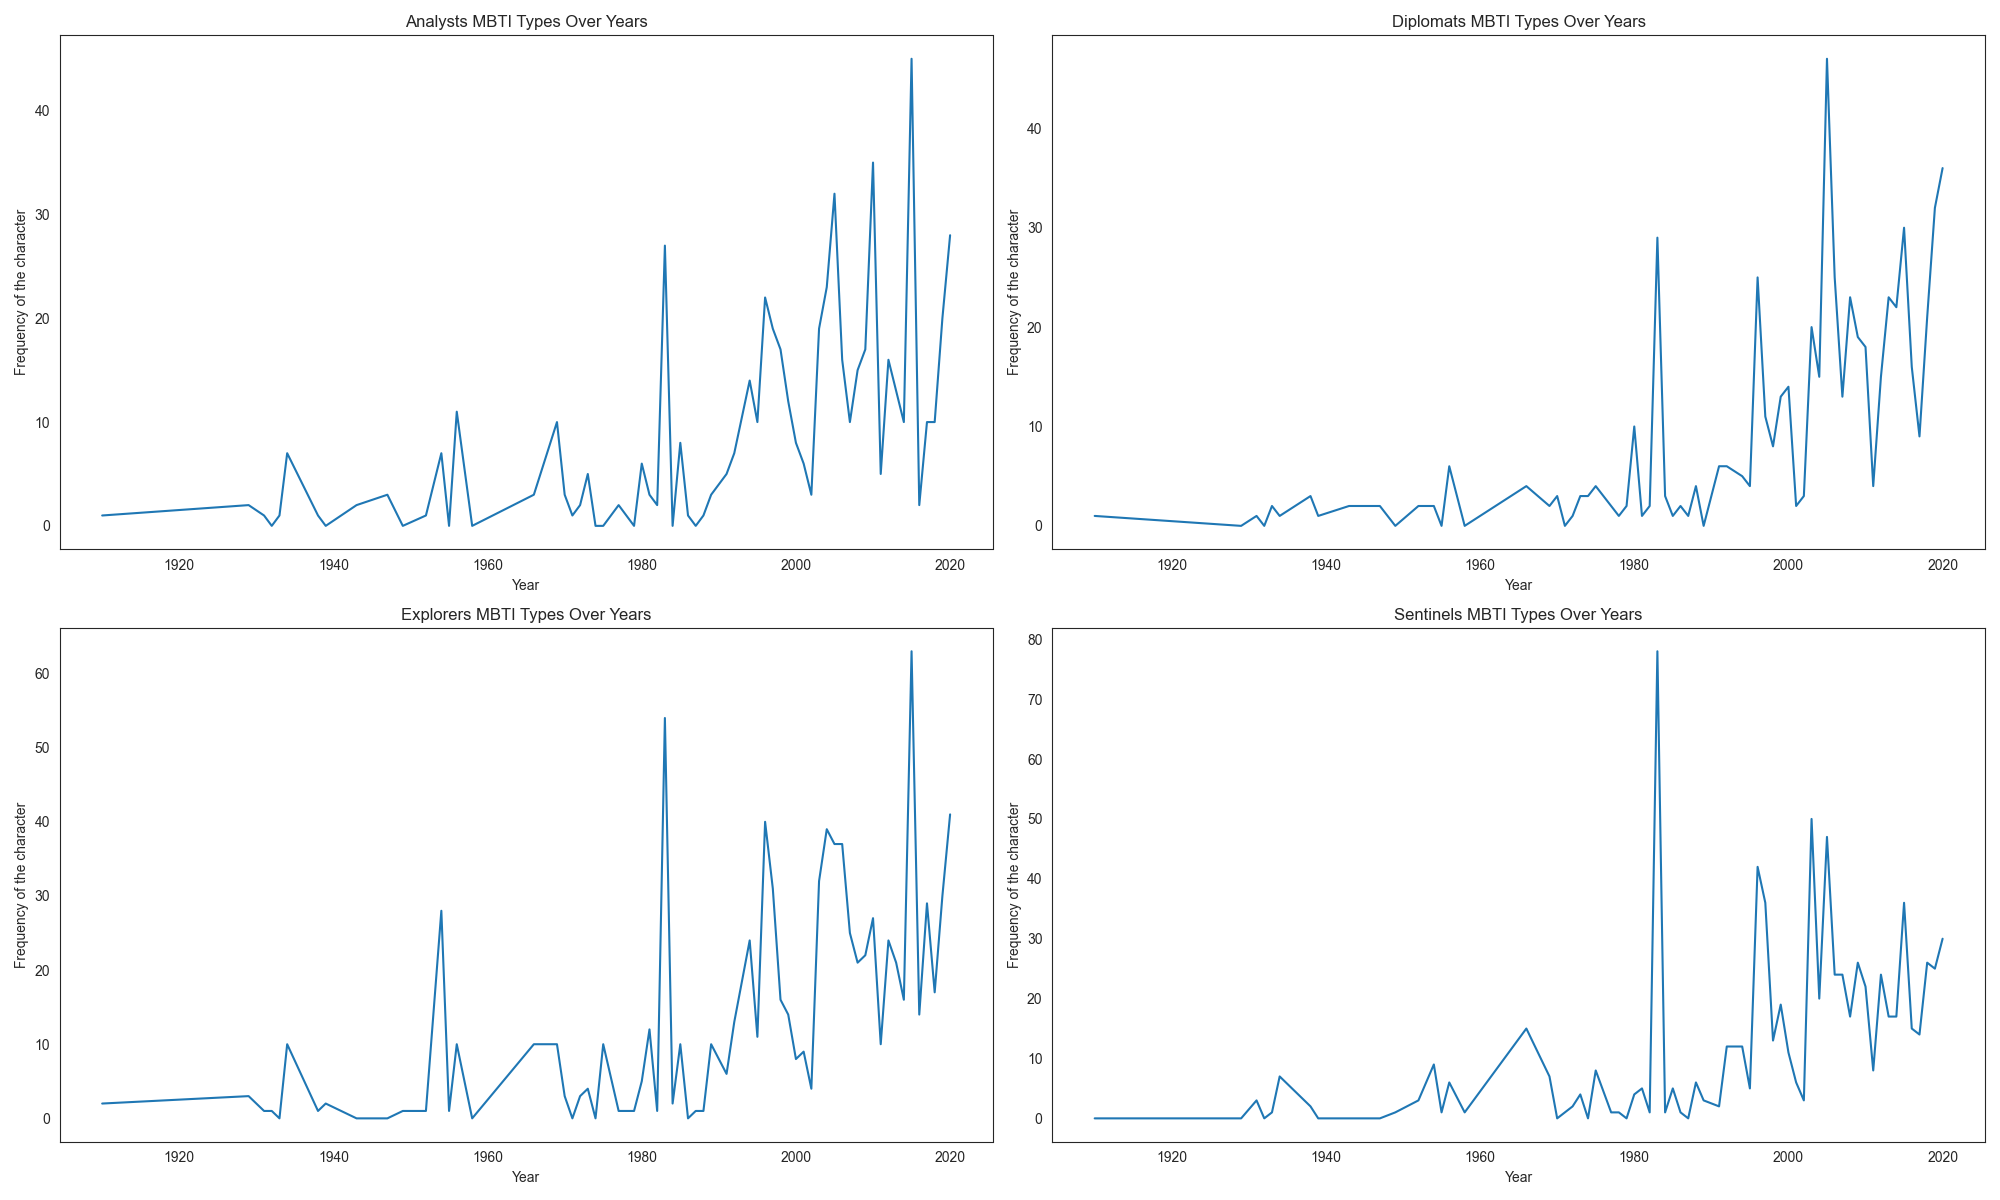 Analysts MBTI Types Over Years
Frequency of the character
40
30
20
10
0
1920 1940 1960 1980 2000 2020
Year
Diplomats MBTI Types Over Years
Frequency of the character
40
30
20
10
0
1920 1940 1960 1980 2000 2020
Year
Explorers MBTI Types Over Years
Frequency of the character
60
50
40
30
20
10
0
1920 1940 1960 1980 2000 2020
Year
Sentinels MBTI Types Over Years
Frequency of the character
80
70
60
50
40
30
20
10
0
1920 1940 1960 1980 2000 2020
Year